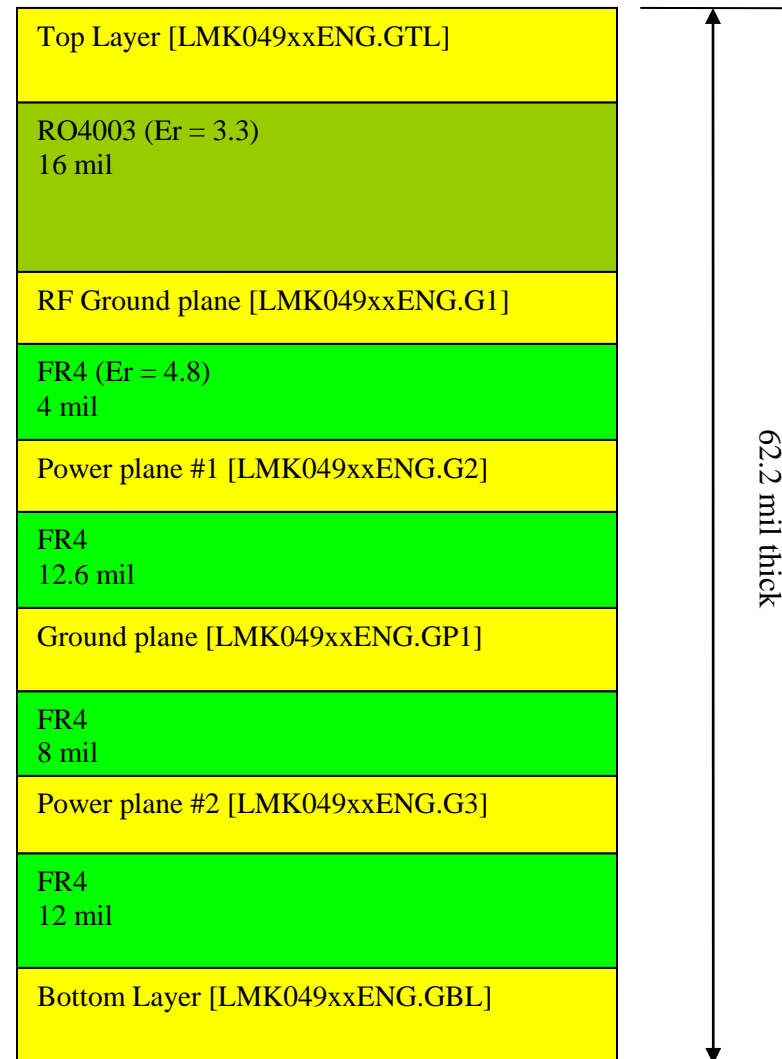 Top Layer [LMK049xxENG.GTL]
RO4003 (Er = 3.3)
16 mil
RF Ground plane [LMK049xxENG.G1]
FR4 (Er = 4.8)
4 mil
Power plane #1 [LMK049xxENG.G2]
FR4
12.6 mil
Ground plane [LMK049xxENG.GP1]
FR4
8 mil
Power plane #2 [LMK049xxENG.G3]
FR4
12 mil
Bottom Layer [LMK049xxENG.GBL]
62.2 mil thick